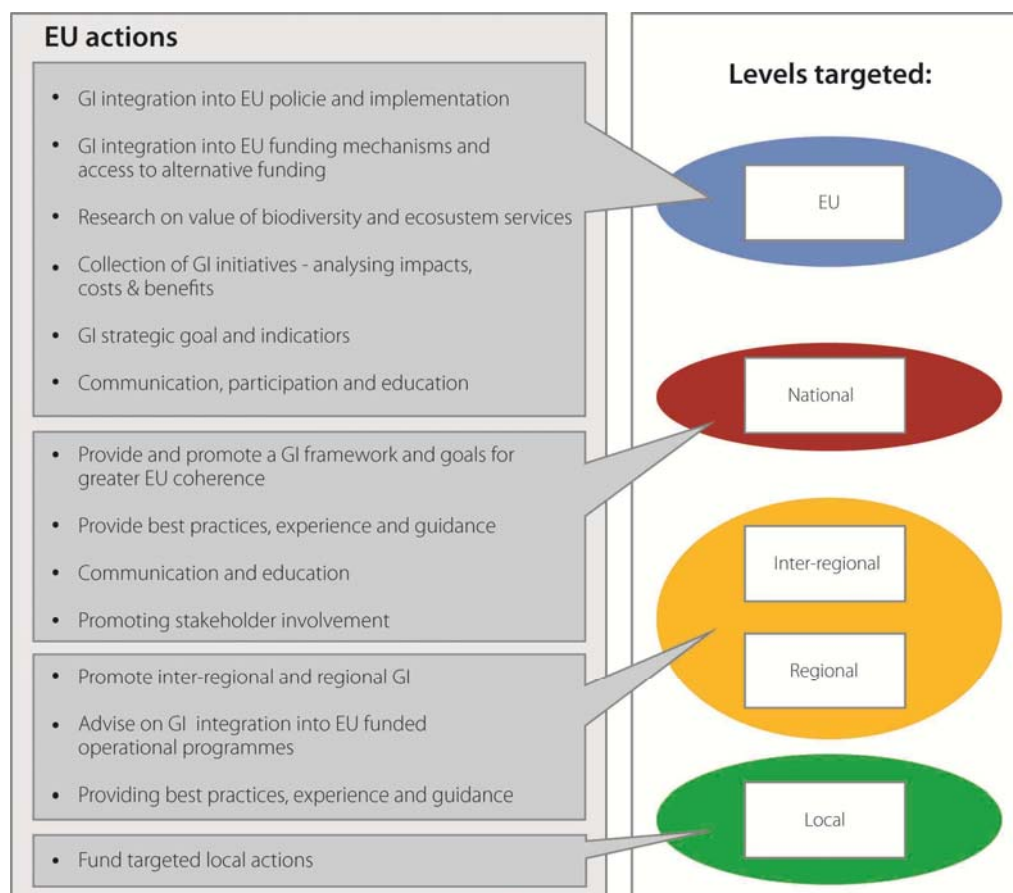 EU actions
• GI integration into EU policie and implementation
• GI integration into EU funding mechanisms and
access to alternative funding
• Research on value of biodiversity and ecosustem services
• Collection of GI initiatives - analysing impacts,
costs & benefits
• GI strategic goal and indicatiors
• Communication, participation and education
• Provide and promote a GI framework and goals for
greater EU coherence
• Provide best practices, experience and guidance
• Communication and education
• Promoting stakeholder involvement
• Promote inter-regional and regional GI
• Advise on GI integration into EU funded
operational programmes
• Providing best practices, experience and guidance
• Fund targeted local actions
Levels targeted:
EU
National
Inter-regional
Regional
Local